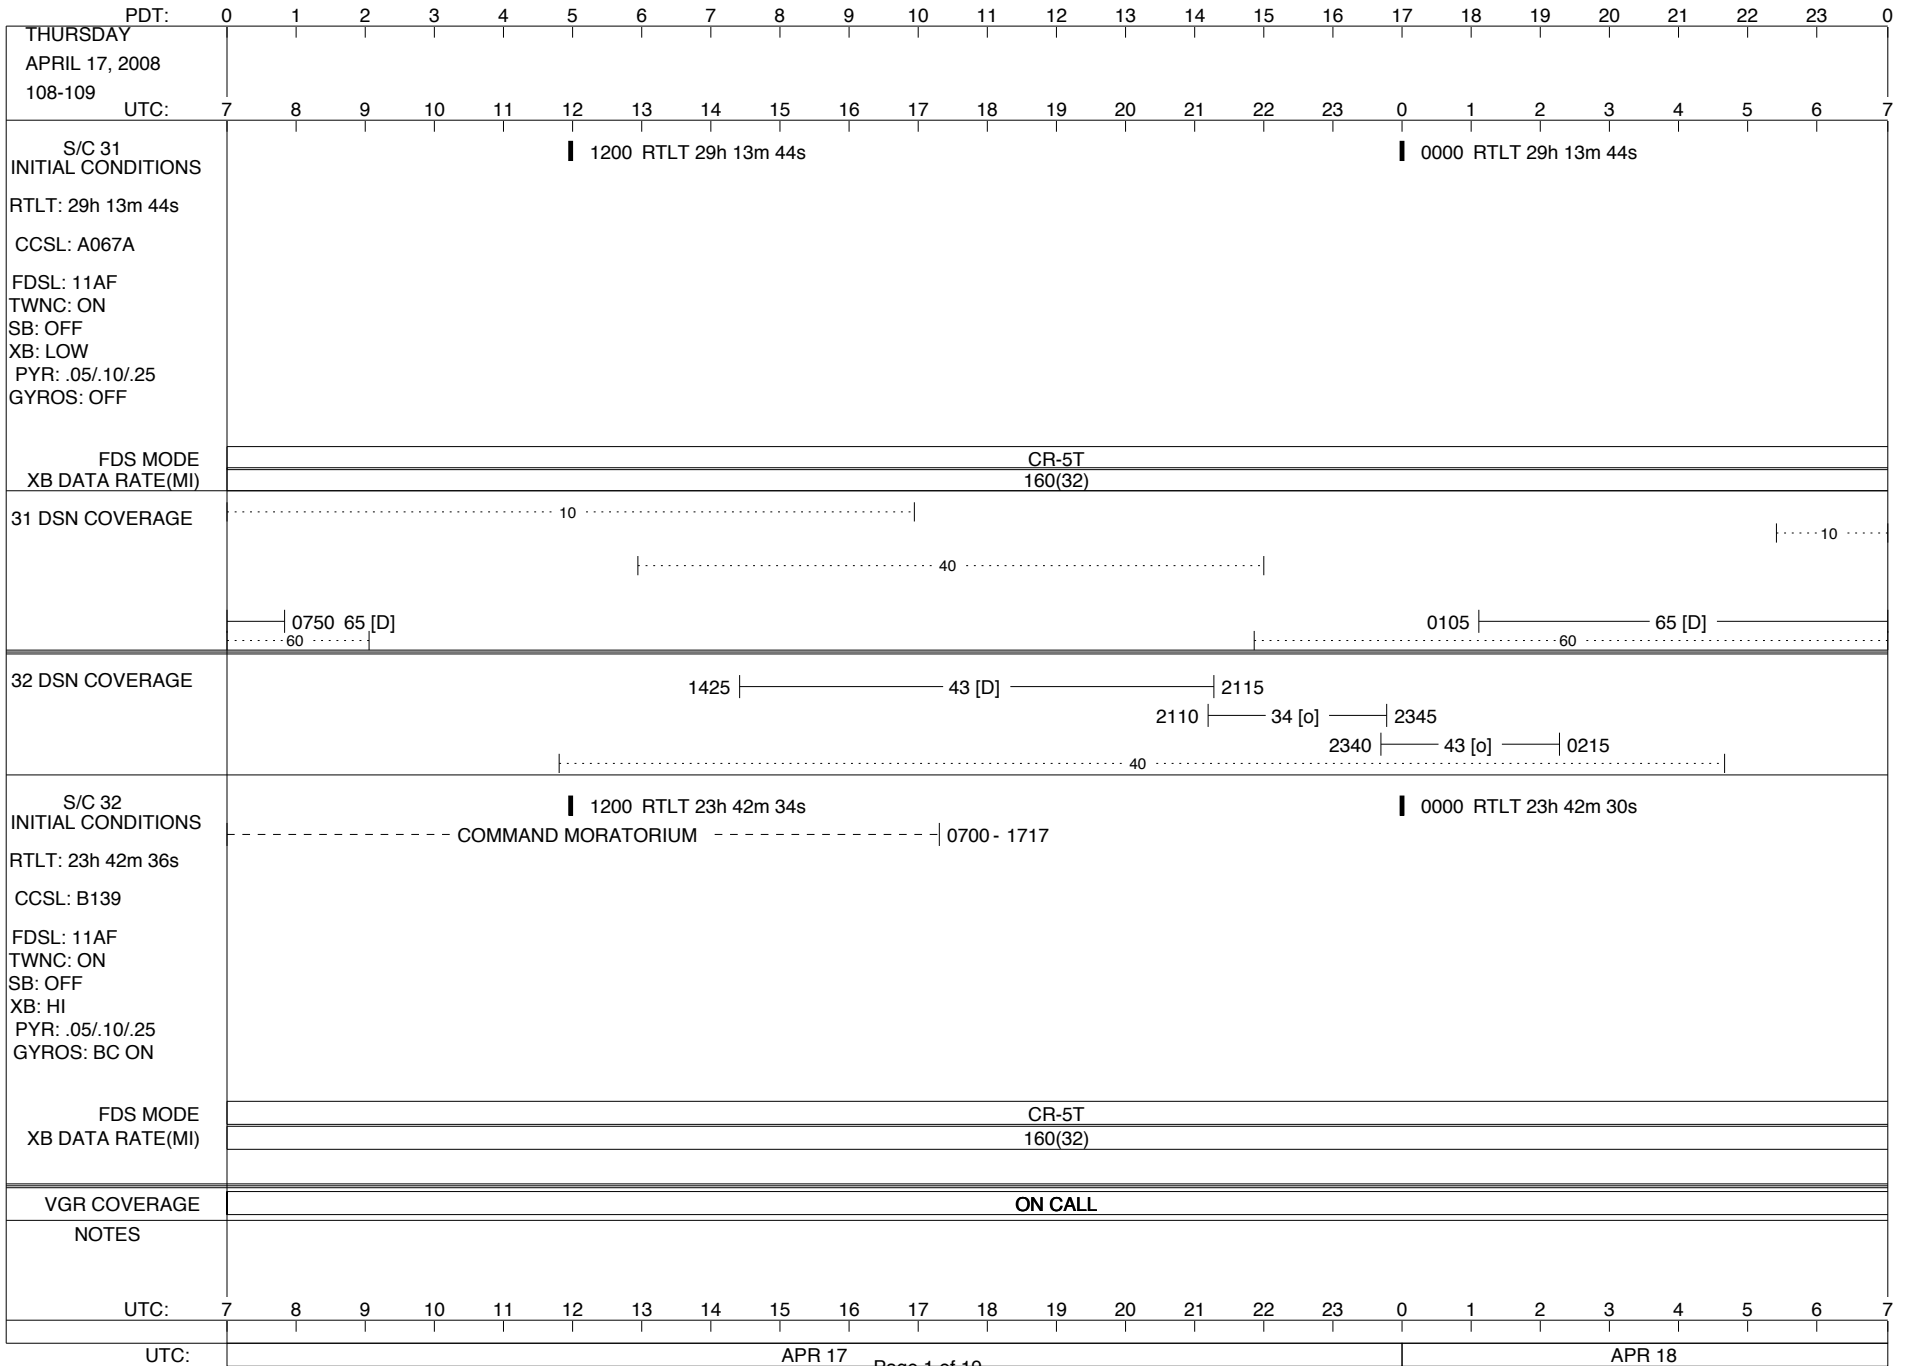 PDT: 0 1 2 3 4 5 6 7 8 9 10 11 12 13 14 15 16 17 18 19 20 21 22 23 0
THURSDAY
APRIL 17, 2008
108-109
UTC: 7 8 9 10 11 12 13 14 15 16 17 18 19 20 21 22 23 0 1 2 3 4 5 6 7
S/C 31
INITIAL CONDITIONS
1200 RTLT 29h 13m 44s
0000 RTLT 29h 13m 44s
RTLT: 29h 13m 44s
CCSL: A067A
FDSL: 11AF
TWNC: ON
SB: OFF
XB: LOW
PYR: .05/.10/.25
GYROS: OFF
FDS MODE CR-5T
XB DATA RATE(MI) 160(32)
31 DSN COVERAGE
10
10
40
0750 65 [D]
0105 65 [D]
60
60
32 DSN COVERAGE
1425 43 [D] 2115
2110 34 [o] 2345
2340 43 [o] 0215
40
S/C 32
INITIAL CONDITIONS
1200 RTLT 23h 42m 34s
0000 RTLT 23h 42m 30s
COMMAND MORATORIUM 0700 - 1717
RTLT: 23h 42m 36s
CCSL: B139
FDSL: 11AF
TWNC: ON
SB: OFF
XB: HI
PYR: .05/.10/.25
GYROS: BC ON
FDS MODE CR-5T
XB DATA RATE(MI) 160(32)
VGR COVERAGE ON CALL
NOTES
UTC: 7 8 9 10 11 12 13 14 15 16 17 18 19 20 21 22 23 0 1 2 3 4 5 6 7
UTC: APR 17 APR 18
Page 1 of 19